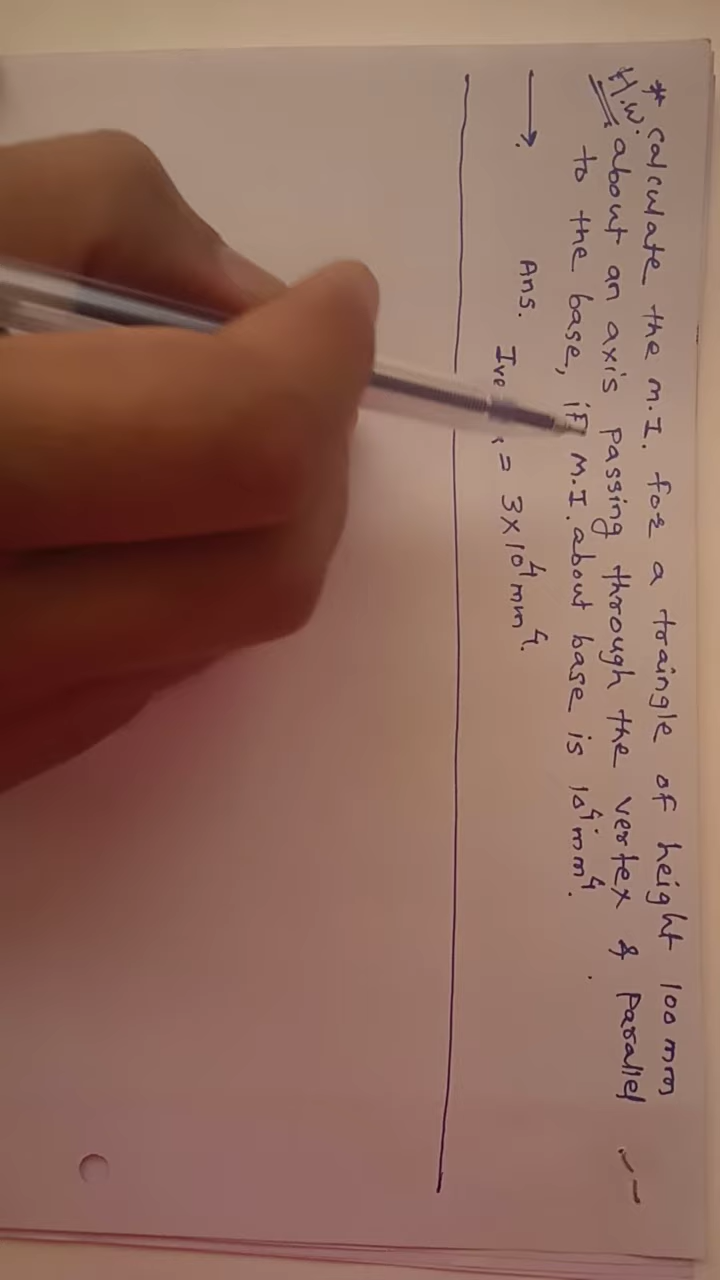 * calculate the M.I. for a traingle of height 100 mm
H.W. about an axis passing through the vertex & parallel
to the base, if M.I. about base is 10⁴ mm⁴.
→ Ans.
= 3×10⁴ mm⁴.